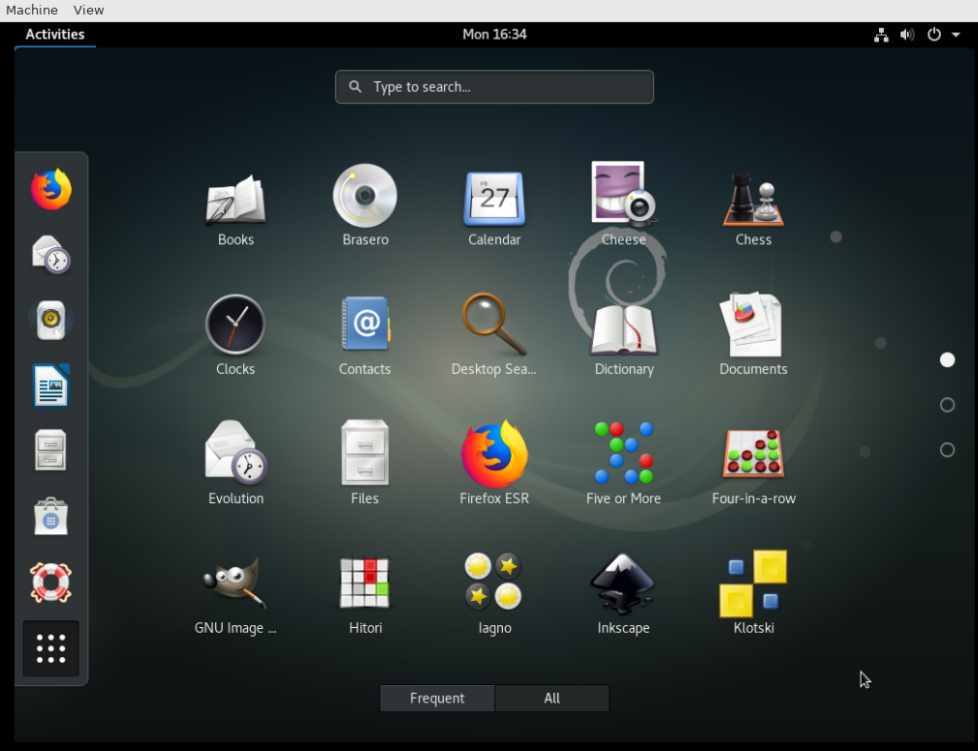 Machine View
Activities Mon 16:34
Type to search...
Books Brasero Calendar Cheese Chess
Clocks Contacts Desktop Sea... Dictionary Documents
Evolution Files Firefox ESR Five or More Four-in-a-row
GNU Image ... Hitori Iagno Inkscape Klotski
Frequent All
27
@